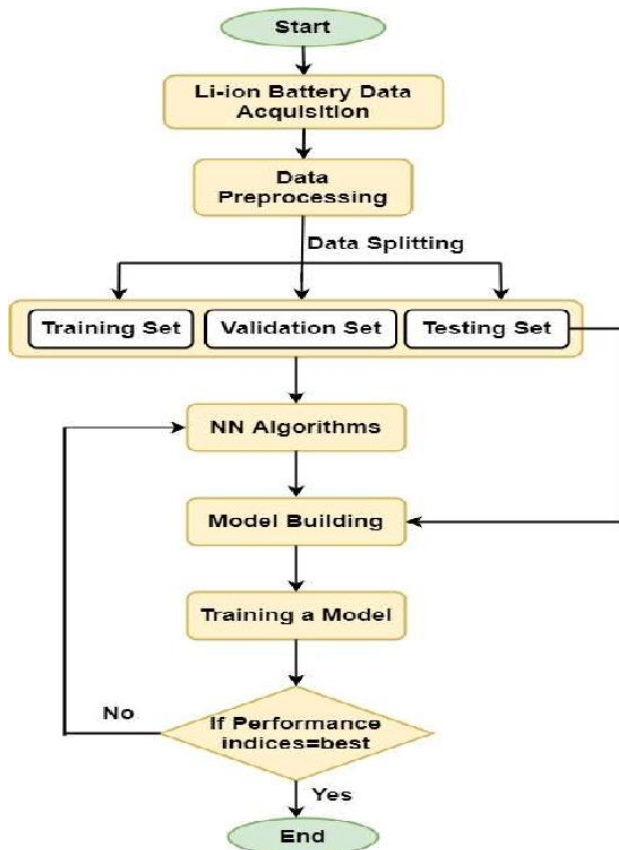 Start
Li-ion Battery Data
Acquisition
Data
Preprocessing
Data Splitting
Training Set
Validation Set
Testing Set
NN Algorithms
Model Building
Training a Model
No
If Performance
indices=best
Yes
End